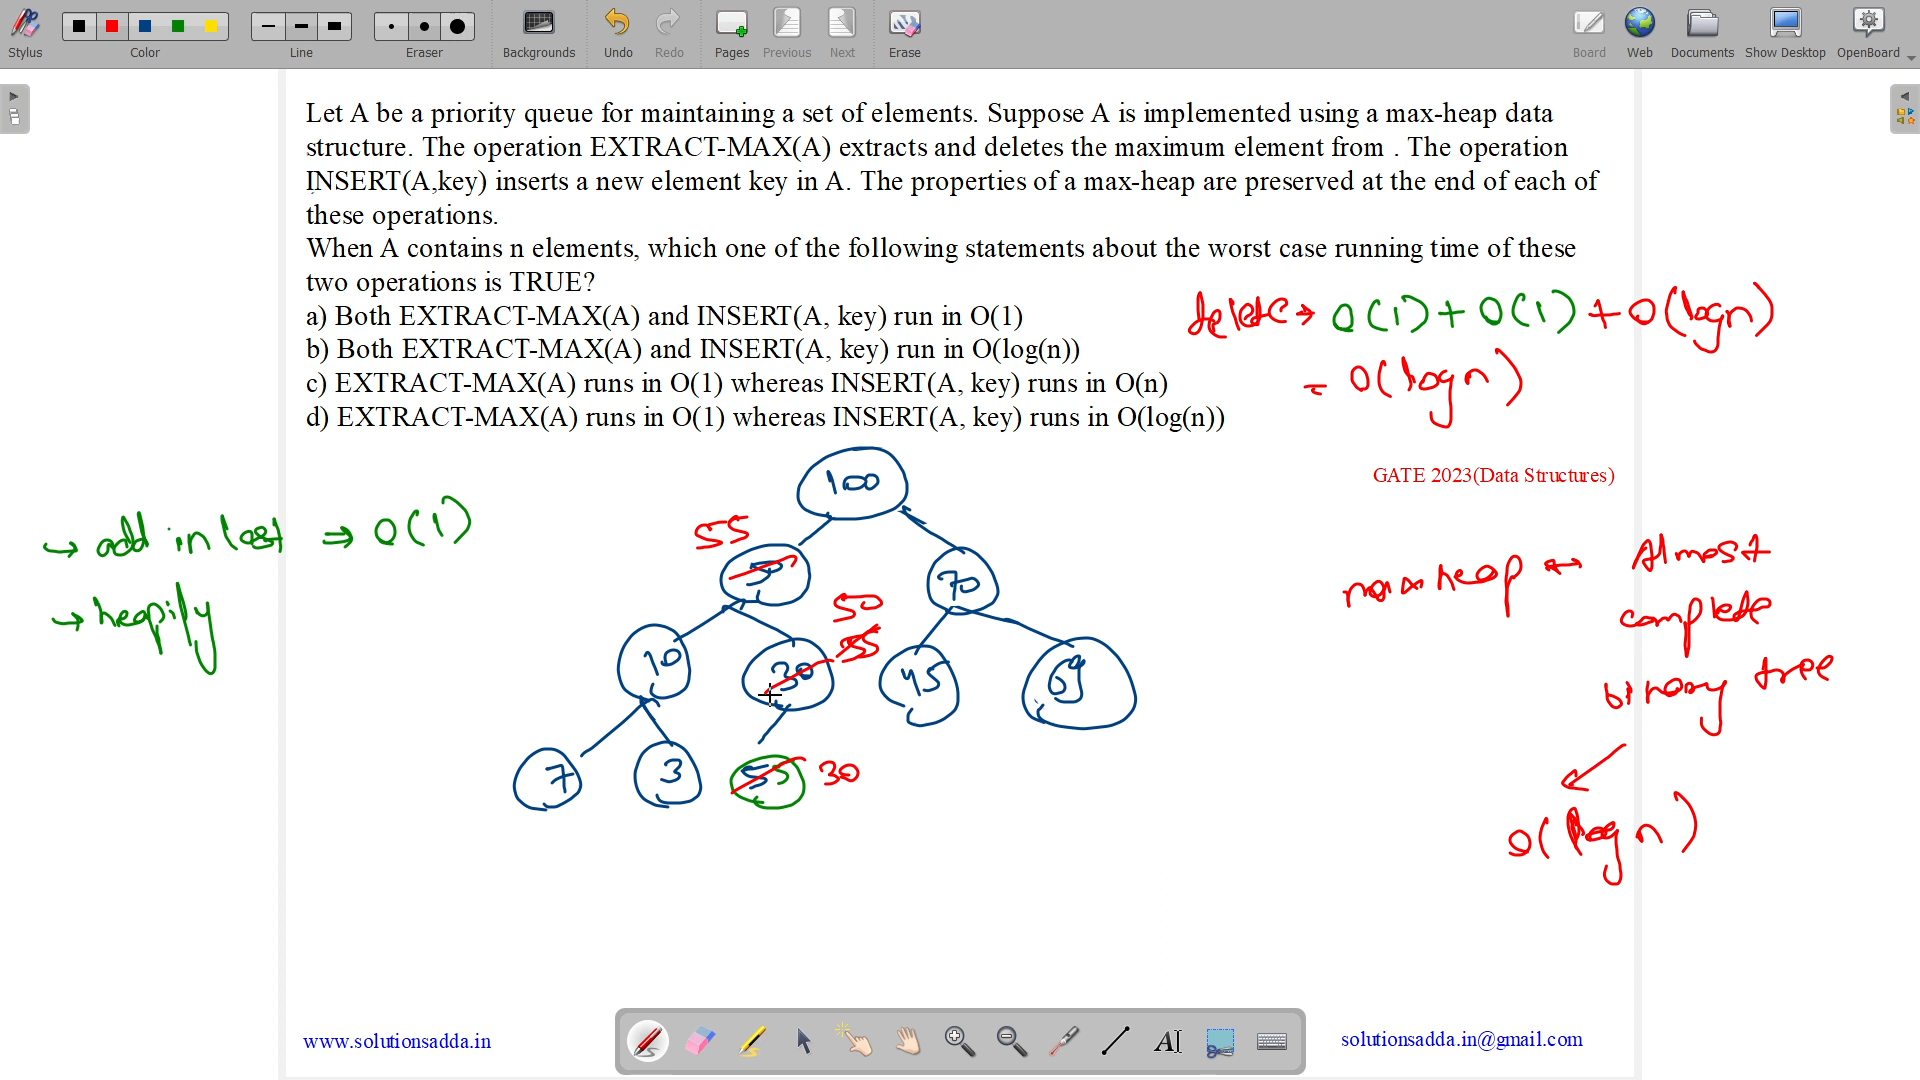 Stylus
Color
Line
Eraser
Backgrounds
Undo
Redo
Pages
Previous
Next
Erase
Board
Web
Documents
Show Desktop
OpenBoard
Let A be a priority queue for maintaining a set of elements. Suppose A is implemented using a max-heap data
structure. The operation EXTRACT-MAX(A) extracts and deletes the maximum element from . The operation
INSERT(A,key) inserts a new element key in A. The properties of a max-heap are preserved at the end of each of
these operations.
When A contains n elements, which one of the following statements about the worst case running time of these
two operations is TRUE?
a) Both EXTRACT-MAX(A) and INSERT(A, key) run in O(1)
b) Both EXTRACT-MAX(A) and INSERT(A, key) run in O(log(n))
c) EXTRACT-MAX(A) runs in O(1) whereas INSERT(A, key) runs in O(n)
d) EXTRACT-MAX(A) runs in O(1) whereas INSERT(A, key) runs in O(log(n))
delete → O(1) + O(1) + O(logn)
= O(logn)
GATE 2023(Data Structures)
→ add in last ⇒ O(1)
→ heapify
100
55
50
70
50
55
10
30
45
69
7
3
55
30
max heap ↔ Almost
complete
binary tree
O(logn)
www.solutionsadda.in
solutionsadda.in@gmail.com